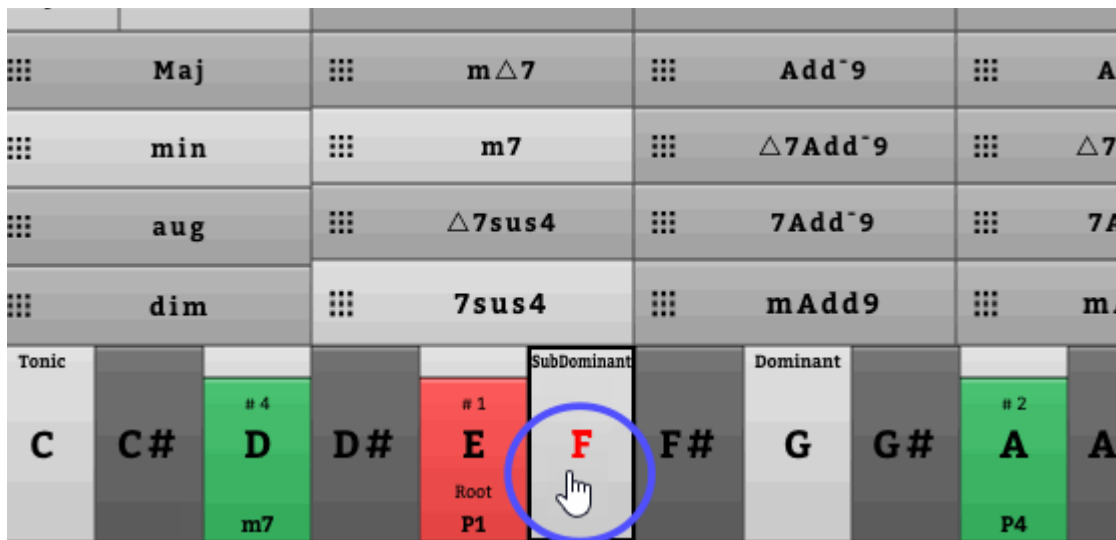 Maj m△7 Add⁻9
min m7 △7Add⁻9 △7
aug △7sus4 7Add⁻9
dim 7sus4 mAdd9
Tonic SubDominant Dominant
#4 #1 #2
C C# D D# E F F# G G# A
Root
m7 P1 P4